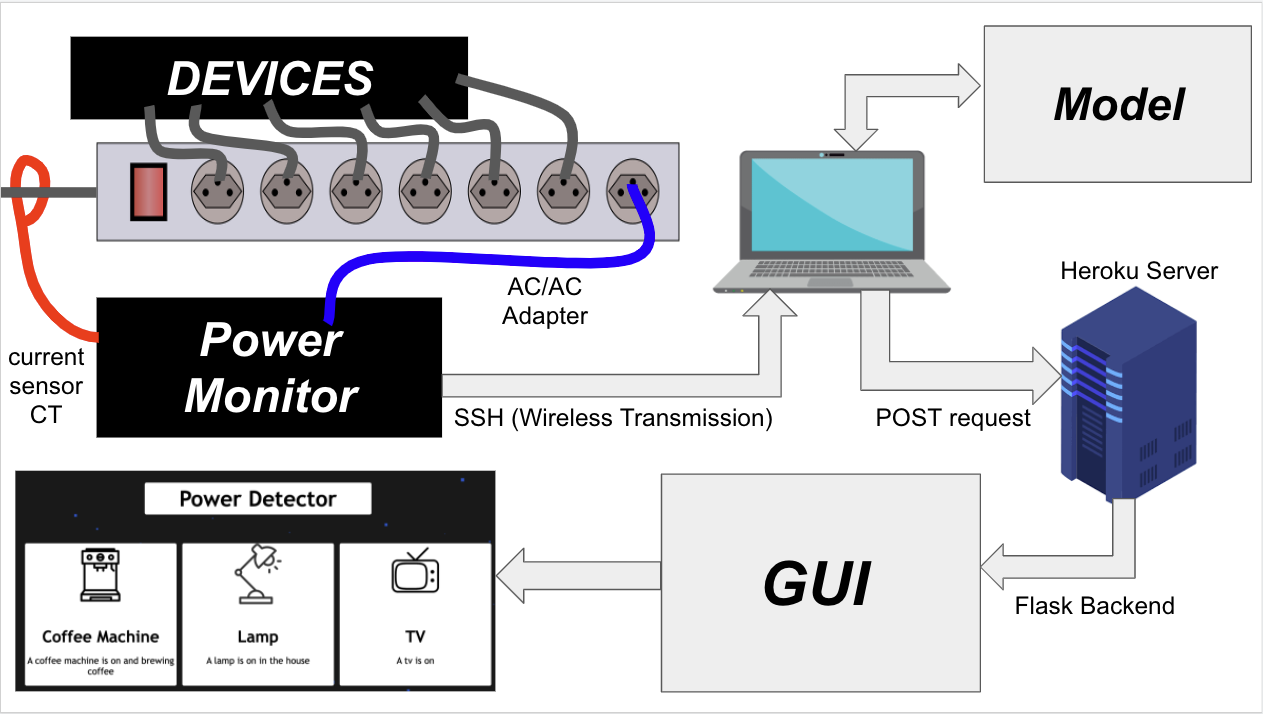 DEVICES
Model
AC/AC
Adapter
Heroku Server
Power
Monitor
current
sensor
CT
SSH (Wireless Transmission)
POST request
Power Detector
Coffee Machine
A coffee machine is on and brewing
coffee
Lamp
A lamp is on in the house
TV
A tv is on
GUI
Flask Backend